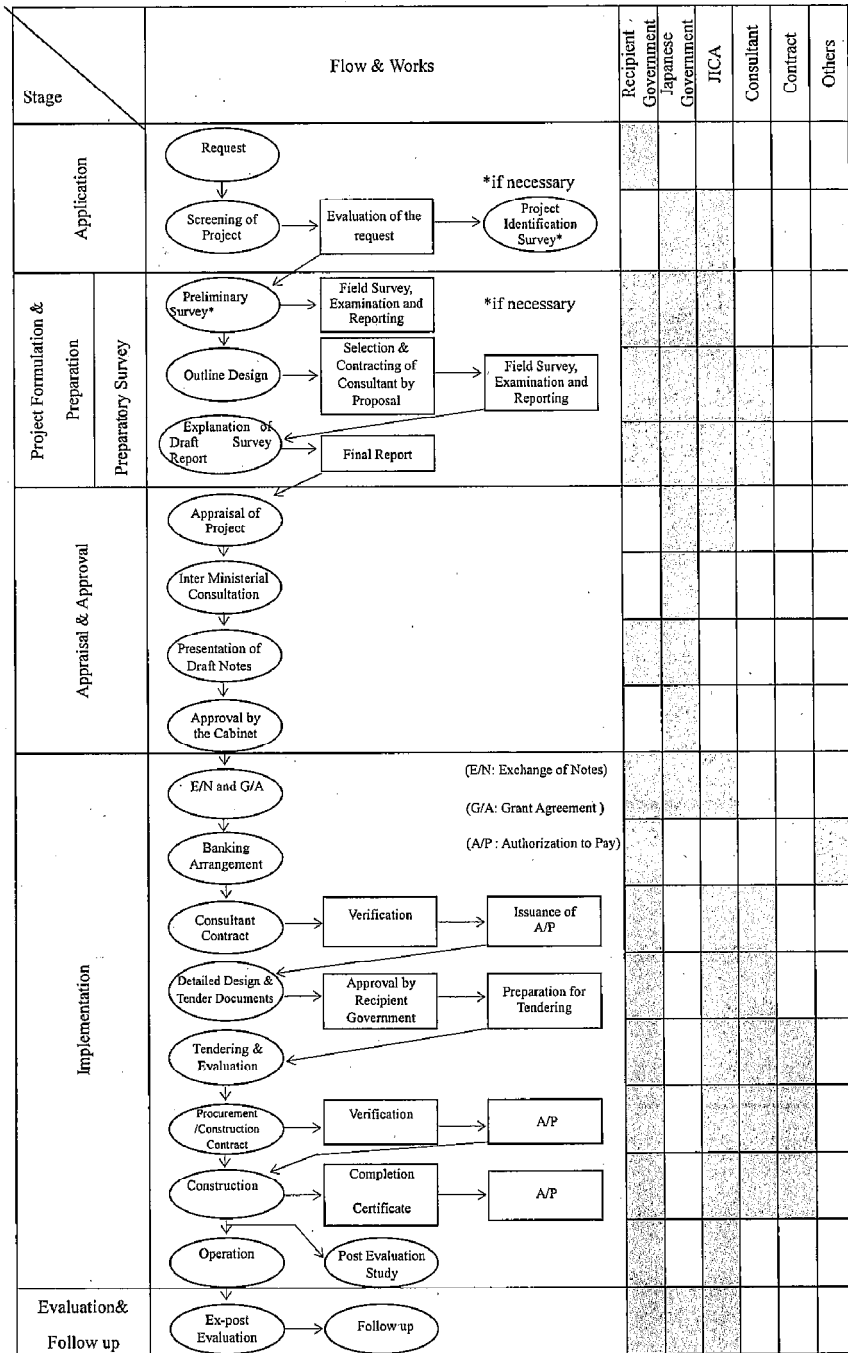 Stage
Flow & Works
Recipient
Government
Japanese
Government
JICA
Consultant
Contract
Others
Application
Request
*if necessary
Screening of
Project
Evaluation of the
request
Project
Identification
Survey*
Project Formulation &
Preparation
Preparatory Survey
Preliminary
Survey*
Field Survey,
Examination and
Reporting
*if necessary
Outline Design
Selection &
Contracting of
Consultant by
Proposal
Field Survey,
Examination and
Reporting
Explanation of
Draft Survey
Report
Final Report
Appraisal & Approval
Appraisal of
Project
Inter Ministerial
Consultation
Presentation of
Draft Notes
Approval by
the Cabinet
Implementation
E/N and G/A
(E/N: Exchange of Notes)
(G/A: Grant Agreement )
(A/P : Authorization to Pay)
Banking
Arrangement
Consultant
Contract
Verification
Issuance of
A/P
Detailed Design &
Tender Documents
Approval by
Recipient
Government
Preparation for
Tendering
Tendering &
Evaluation
Procurement
/Construction
Contract
Verification
A/P
Construction
Completion
Certificate
A/P
Operation
Post Evaluation
Study
Evaluation&
Follow up
Ex-post
Evaluation
Follow up